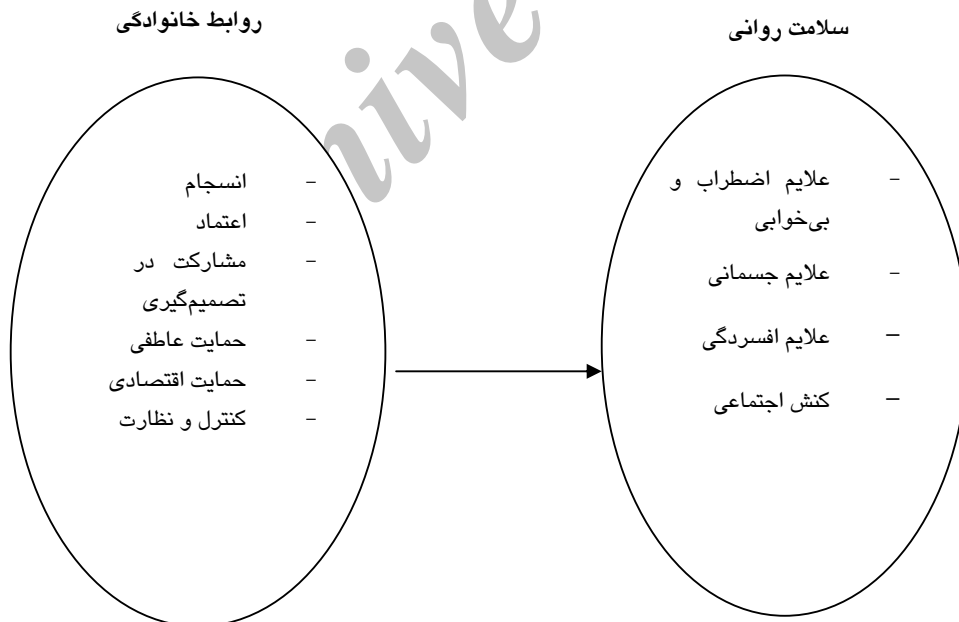 سلامت روانی
- علایم اضطراب و
بی‌خوابی
- علایم جسمانی
- علایم افسردگی
- کنش اجتماعی
روابط خانوادگی
- انسجام
- اعتماد
- مشارکت در
تصمیم‌گیری
- حمایت عاطفی
- حمایت اقتصادی
- کنترل و نظارت
hive